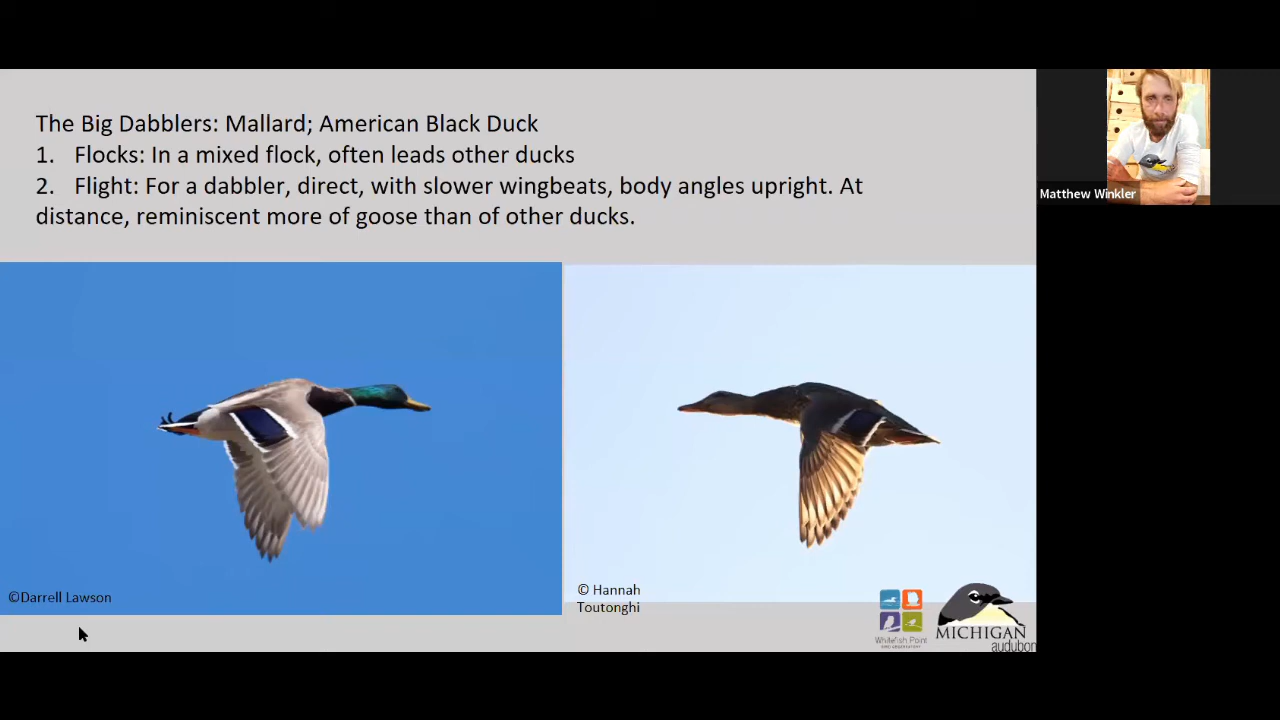 The Big Dabblers: Mallard; American Black Duck
1. Flocks: In a mixed flock, often leads other ducks
2. Flight: For a dabbler, direct, with slower wingbeats, body angles upright. At
distance, reminiscent more of goose than of other ducks.
Matthew Winkler
©Darrell Lawson
© Hannah
Toutonghi
Whitefish Point
MICHIGAN
audubon